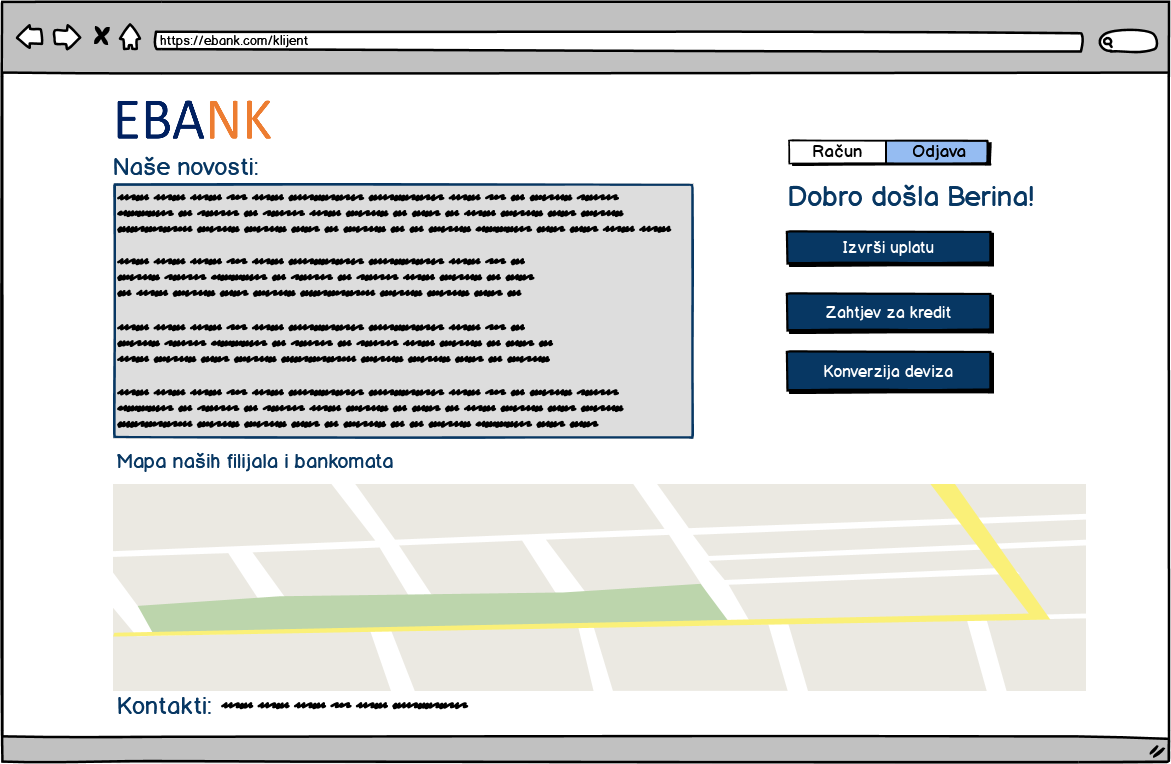 https://ebank.com/klijent
EBANK
Naše novosti:
Račun
Odjava
Dobro došla Berina!
Izvrši uplatu
Zahtjev za kredit
Konverzija deviza
Mapa naših filijala i bankomata
Kontakti: